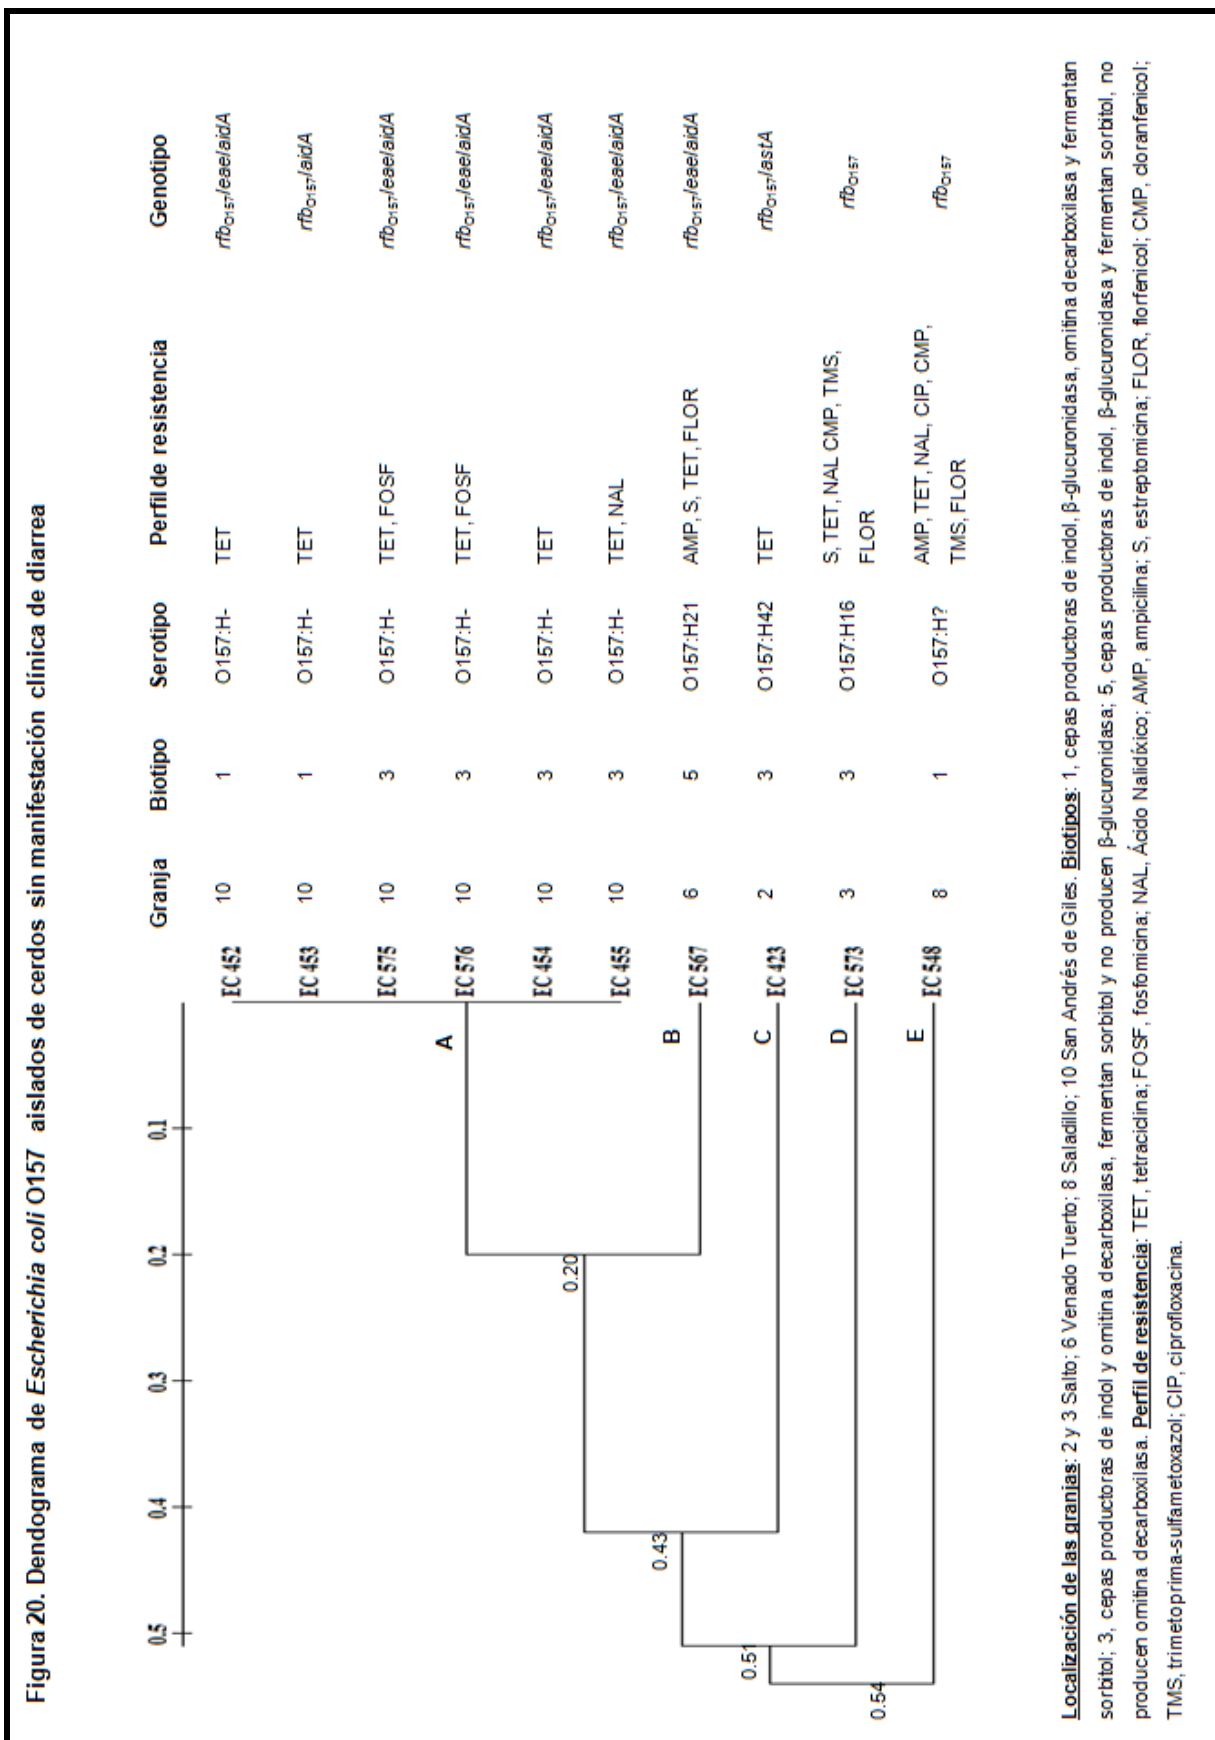 Figura 20. Dendograma de Escherichia coli O157 aislados de cerdos sin manifestación clínica de diarrea
0.5 0.4 0.3 0.2 0.1
Granja Biotipo Serotipo Perfil de resistencia Genotipo
EC 452 10 1 O157:H- TET rfbO157/eae/aidA
EC 453 10 1 O157:H- TET rfbO157/aidA
EC 575 10 3 O157:H- TET, FOSF rfbO157/eae/aidA
A
EC 576 10 3 O157:H- TET, FOSF rfbO157/eae/aidA
EC 454 10 3 O157:H- TET rfbO157/eae/aidA
0.20
EC 455 10 3 O157:H- TET, NAL rfbO157/eae/aidA
0.43
B
EC 567 6 5 O157:H21 AMP, S, TET, FLOR rfbO157/eae/aidA
0.51
C
EC 423 2 3 O157:H42 TET rfbO157/astA
D
EC 573 3 3 O157:H16 S, TET, NAL CMP, TMS, rfbO157
FLOR
0.54
E
EC 548 8 1 O157:H? AMP, TET, NAL, CIP, CMP, rfbO157
TMS, FLOR
Localización de las granjas: 2 y 3 Salto; 6 Venado Tuerto; 8 Saladillo; 10 San Andrés de Giles. Biotipos: 1, cepas productoras de indol, β-glucuronidasa, ornitina decarboxilasa y fermentan
sorbitol; 3, cepas productoras de indol y ornitina decarboxilasa, fermentan sorbitol y no producen β-glucuronidasa; 5, cepas productoras de indol, β-glucuronidasa y fermentan sorbitol, no
producen ornitina decarboxilasa. Perfil de resistencia: TET, tetraciclina; FOSF, fosfomicina; NAL, Ácido Nalidíxico; AMP, ampicilina; S, estreptomicina; FLOR, florfenicol; CMP, cloranfenicol;
TMS, trimetoprima-sulfametoxazol; CIP, ciprofloxacina.